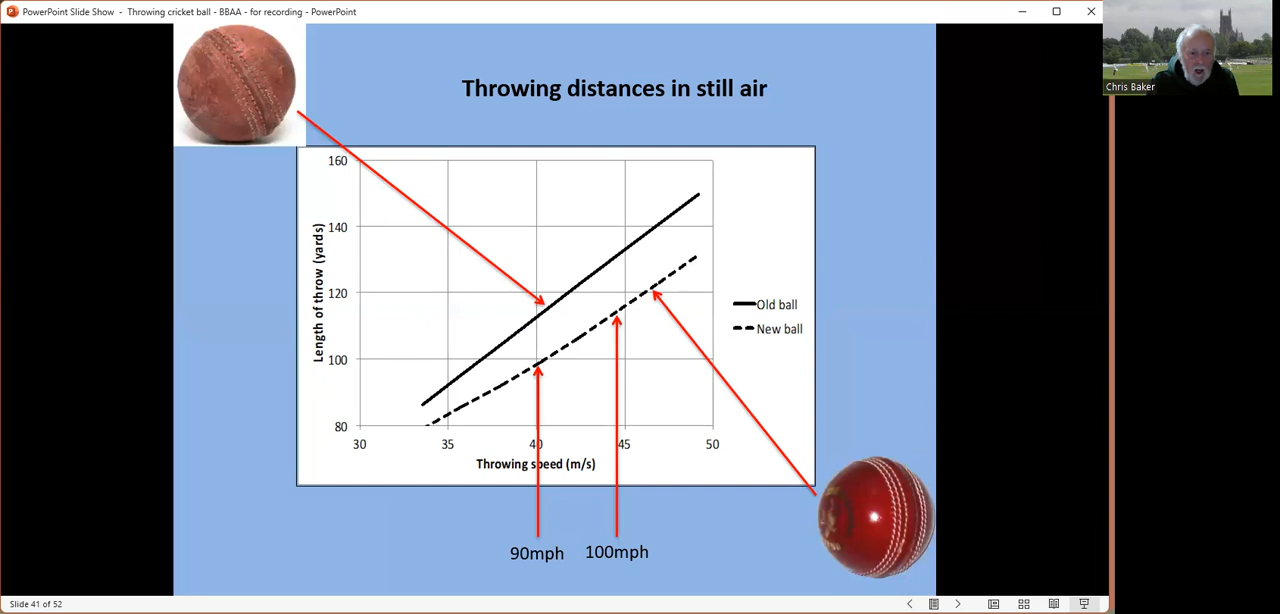 PowerPoint Slide Show - Throwing cricket ball - BBAA - for recording - PowerPoint
Chris Baker
Throwing distances in still air
160
140
120
100
80
Length of throw (yards)
30 35 40 45 50
Throwing speed (m/s)
Old ball
New ball
90mph 100mph
Slide 41 of 52